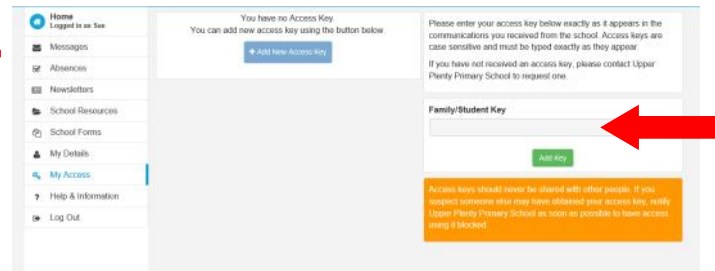 Home
Logged in as Sue
Messages
Absences
Newsletters
School Resources
School Forms
My Details
My Access
? Help & Information
Log Out
You have no Access Key
You can add new access key using the button below
+ Add New Access Key
Please enter your access key below exactly as it appears in the
communications you received from the school. Access keys are
case sensitive and must be typed exactly as they appear
If you have not received an access key, please contact Upper
Plenty Primary School to request one.
Family/Student Key
Add Key
Access keys should never be shared with other people. If you
suspect someone else may have obtained your access key, notify
Upper Plenty Primary School as soon as possible to have access
using it blocked.